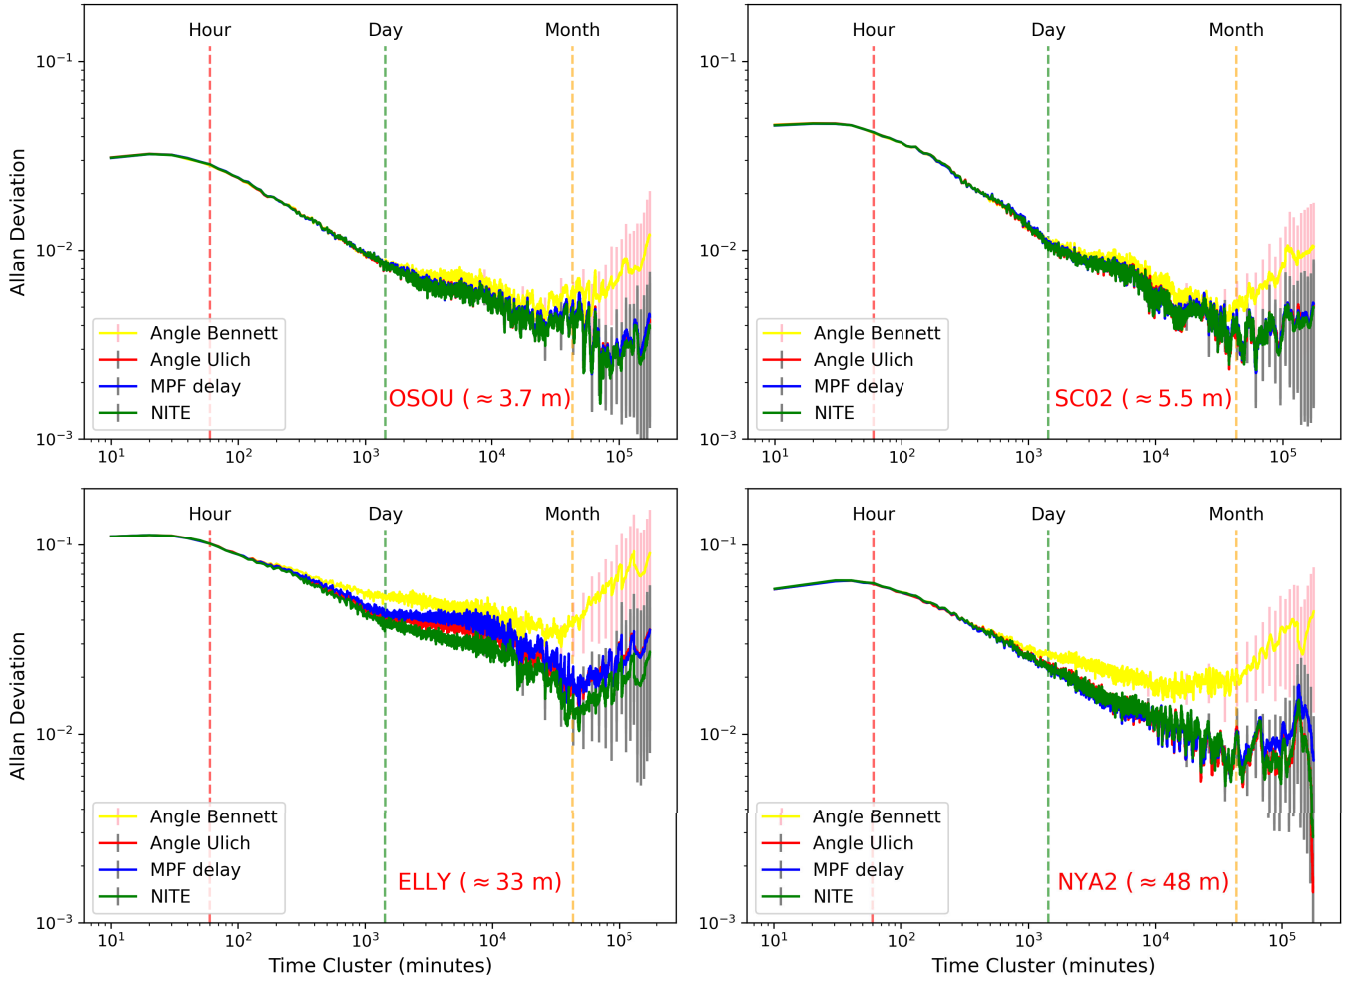 Hour Day Month
10⁻¹
10⁻²
10⁻³
Allan Deviation
Angle Bennett
Angle Ulich
MPF delay
NITE
OSOU (≈3.7 m)
10¹ 10² 10³ 10⁴ 10⁵
Hour Day Month
10⁻¹
10⁻²
10⁻³
Angle Bennett
Angle Ulich
MPF delay
NITE
SC02 (≈5.5 m)
10¹ 10² 10³ 10⁴ 10⁵
Hour Day Month
10⁻¹
10⁻²
10⁻³
Allan Deviation
Angle Bennett
Angle Ulich
MPF delay
NITE
ELLY (≈33 m)
10¹ 10² 10³ 10⁴ 10⁵
Time Cluster (minutes)
Hour Day Month
10⁻¹
10⁻²
10⁻³
Angle Bennett
Angle Ulich
MPF delay
NITE
NYA2 (≈48 m)
10¹ 10² 10³ 10⁴ 10⁵
Time Cluster (minutes)